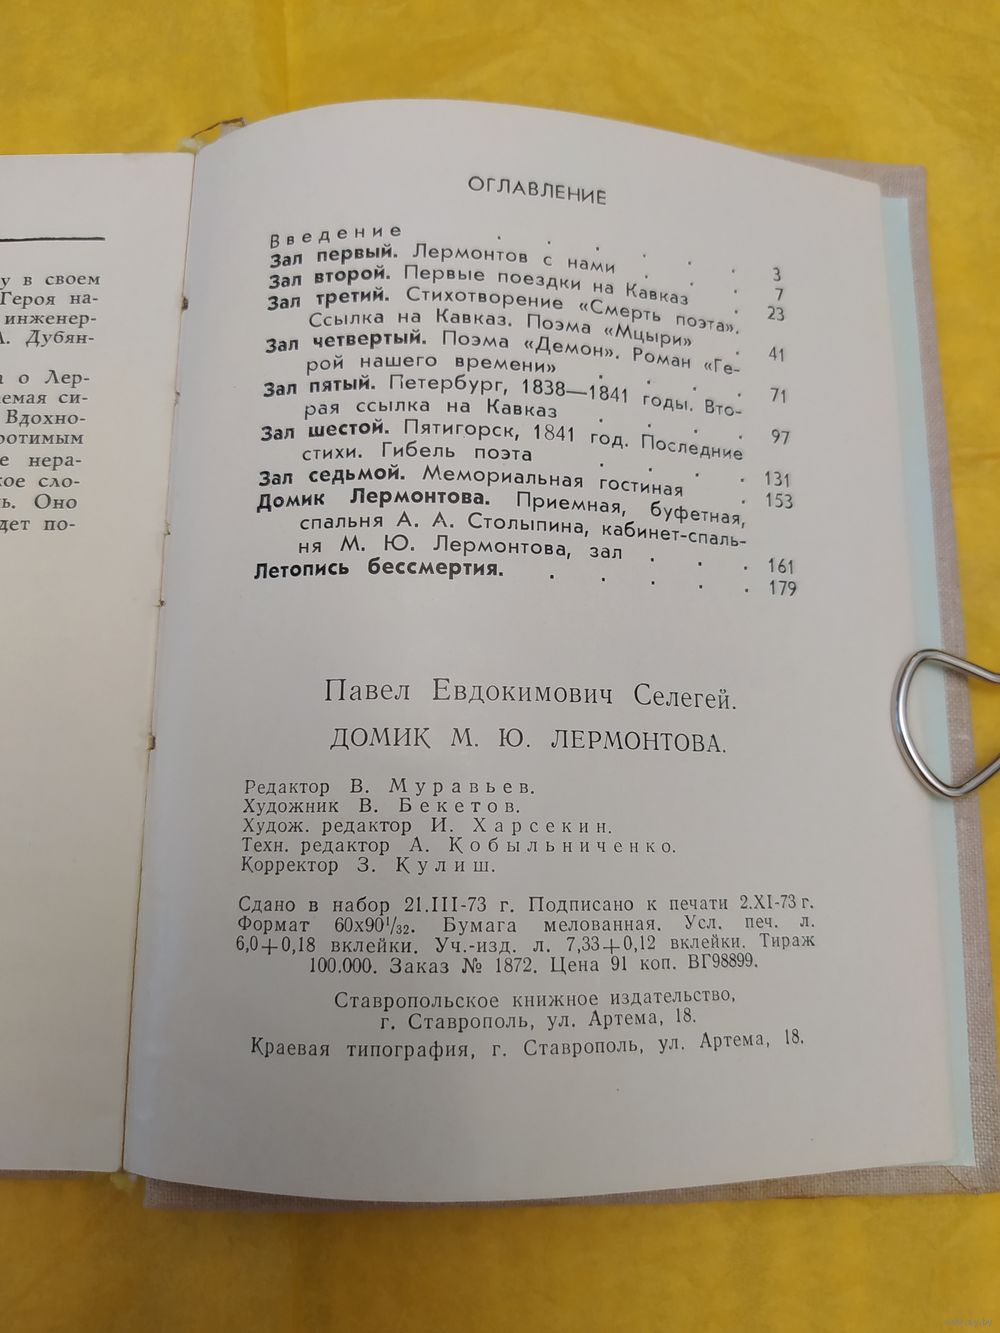 у в своем
Героя на-
инженер-
А. Дубян-
а о Лер-
емая си-
Вдохно-
ротимым
е нера-
кое сло-
ь. Оно
дет по-
ОГЛАВЛЕНИЕ
Введение . . . . . . 3
Зал первый. Лермонтов с нами . . 7
Зал второй. Первые поездки на Кавказ . 23
Зал третий. Стихотворение «Смерть поэта».
Ссылка на Кавказ. Поэма «Мцыри» . 41
Зал четвертый. Поэма «Демон». Роман «Ге-
рой нашего времени» . . . . 71
Зал пятый. Петербург, 1838—1841 годы. Вто-
рая ссылка на Кавказ . . . . 97
Зал шестой. Пятигорск, 1841 год. Последние
стихи. Гибель поэта . . . . 131
Зал седьмой. Мемориальная гостиная . 153
Домик Лермонтова. Приемная, буфетная,
спальня А. А. Столыпина, кабинет-спаль-
ня М. Ю. Лермонтова, зал . . . 161
Летопись бессмертия. . . . . . 179
Павел Евдокимович Селегей.
ДОМИК М. Ю. ЛЕРМОНТОВА.
Редактор В. Муравьев.
Художник В. Бекетов.
Худож. редактор И. Харсекин.
Техн. редактор А. Кобыльниченко.
Корректор З. Кулиш.
Сдано в набор 21.III-73 г. Подписано к печати 2.XI-73 г.
Формат 60х90¹/₃₂. Бумага мелованная. Усл. печ. л.
6,0+0,18 вклейки. Уч.-изд. л. 7,33+0,12 вклейки. Тираж
100.000. Заказ № 1872. Цена 91 коп. ВГ98899.
Ставропольское книжное издательство,
г. Ставрополь, ул. Артема, 18.
Краевая типография, г. Ставрополь, ул. Артема, 18.